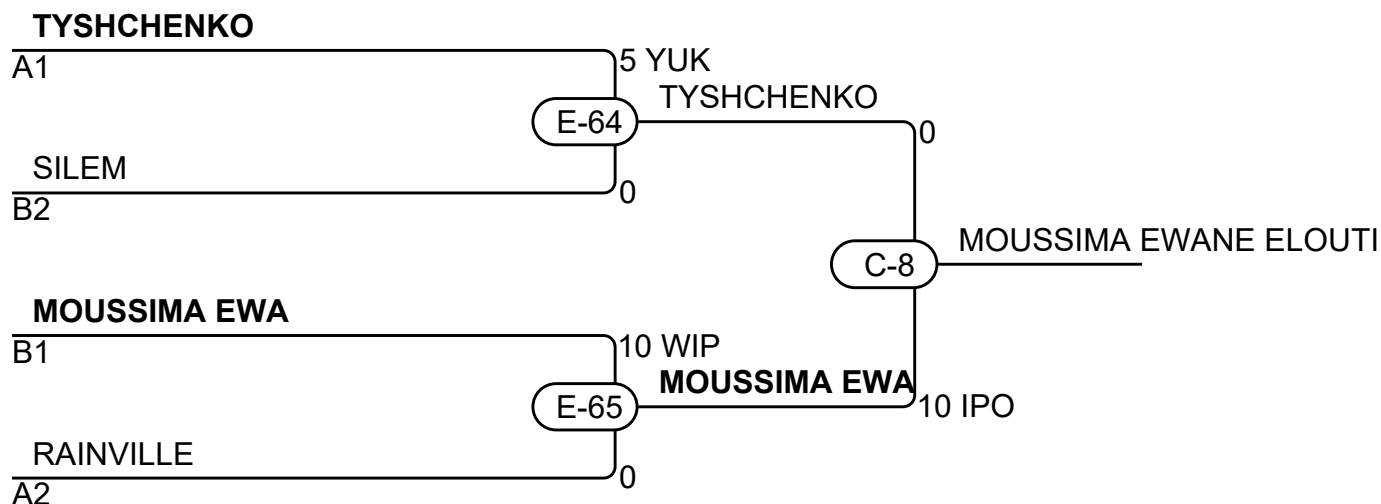 TYSHCHENKO
A1
5 YUK
TYSHCHENKO
E-64
0
SILEM
B2
0
MOUSSIMA EWANE ELOUTI
C-8
MOUSSIMA EWA
B1
10 WIP
MOUSSIMA EWA
E-65
10 IPO
RAINVILLE
A2
0